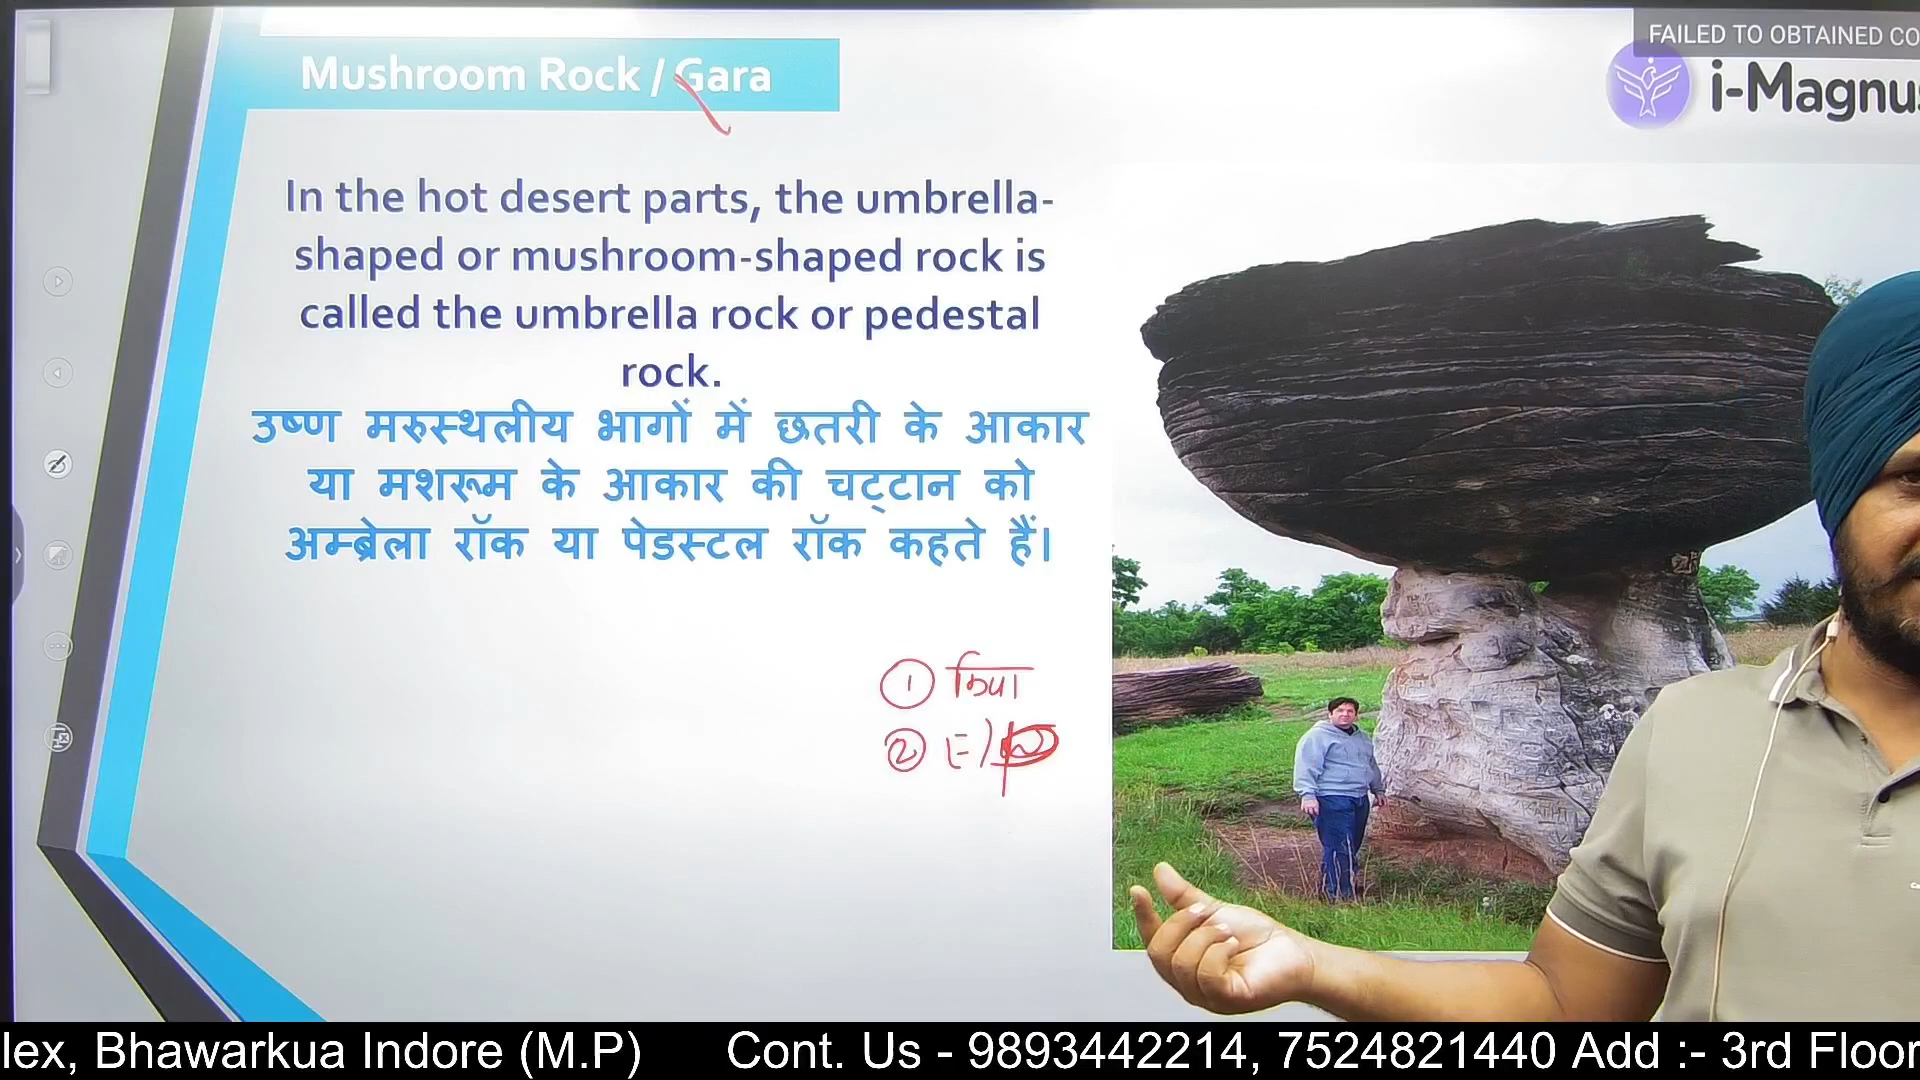 FAILED TO OBTAINED CO
Mushroom Rock / Gara
i-Magnus
In the hot desert parts, the umbrella-
shaped or mushroom-shaped rock is
called the umbrella rock or pedestal
rock.
उष्ण मरुस्थलीय भागों में छतरी के आकार
या मशरूम के आकार की चट्टान को
अम्ब्रेला रॉक या पेडस्टल रॉक कहते हैं।
① क्रिया
② E/
lex, Bhawarkua Indore (M.P) Cont. Us - 9893442214, 7524821440 Add :- 3rd Floor